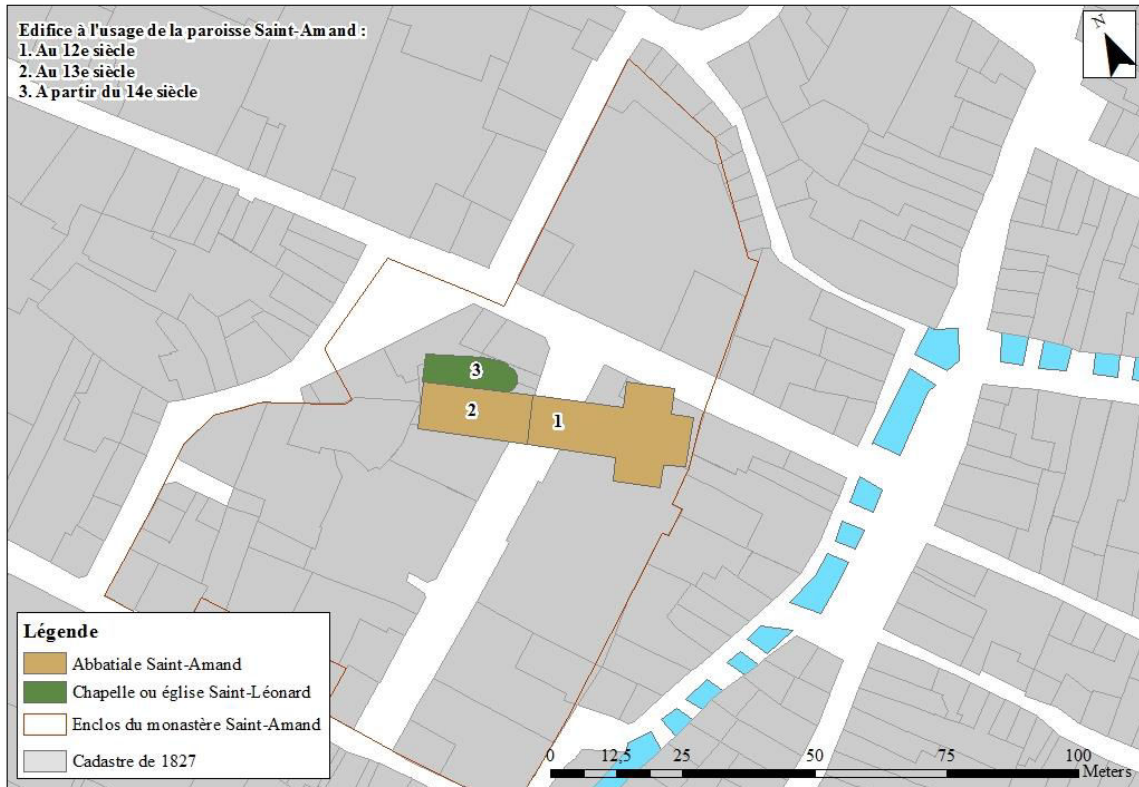 Edifice à l'usage de la paroisse Saint-Amand :
1. Au 12e siècle
2. Au 13e siècle
3. A partir du 14e siècle
N
3
2
1
Légende
Abbatiale Saint-Amand
Chapelle ou église Saint-Léonard
Enclos du monastère Saint-Amand
Cadastre de 1827
0 12,5 25 50 75 100
Meters